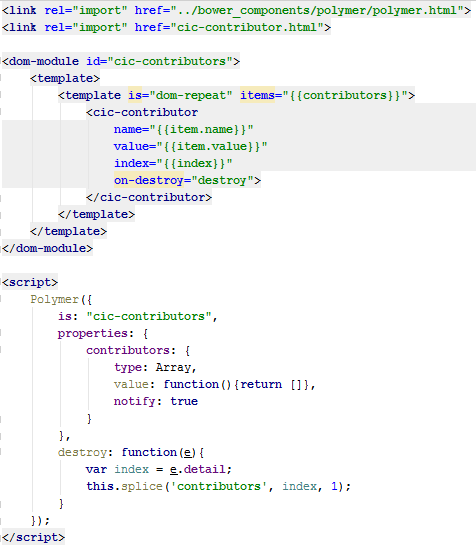 <link rel="import" href="../bower_components/polymer/polymer.html">
<link rel="import" href="cic-contributor.html">

<dom-module id="cic-contributors">
    <template>
        <template is="dom-repeat" items="{{contributors}}">
            <cic-contributor
                name="{{item.name}}"
                value="{{item.value}}"
                index="{{index}}"
                on-destroy="destroy">
            </cic-contributor>
        </template>
    </template>
</dom-module>

<script>
    Polymer({
        is: "cic-contributors",
        properties: {
            contributors: {
                type: Array,
                value: function(){return []},
                notify: true
            }
        },
        destroy: function(e){
            var index = e.detail;
            this.splice('contributors', index, 1);
        }
    });
</script>